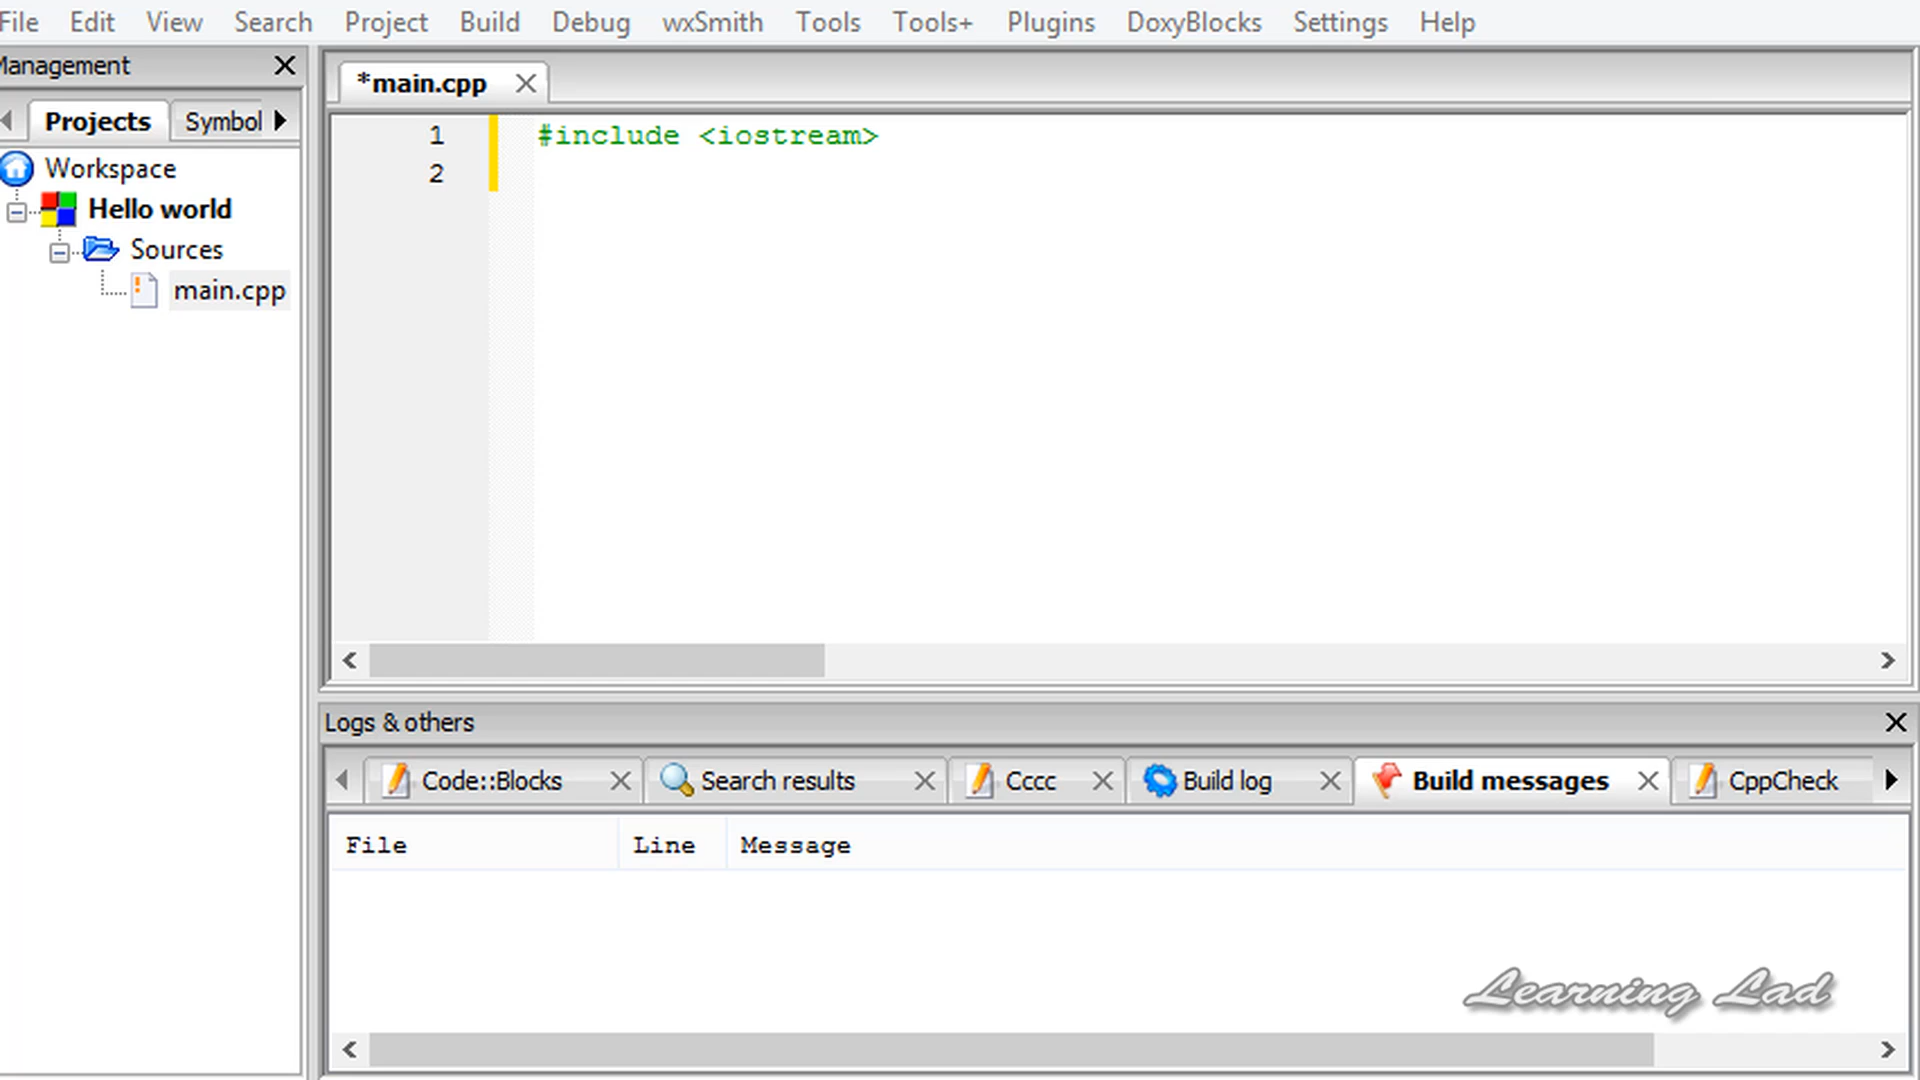 File Edit View Search Project Build Debug wxSmith Tools Tools+ Plugins DoxyBlocks Settings Help
Management
*main.cpp
Projects Symbol
1 #include <iostream>
2
Workspace
Hello world
Sources
main.cpp
Logs & others
Code::Blocks Search results Cccc Build log Build messages CppCheck
File Line Message
Learning Lad